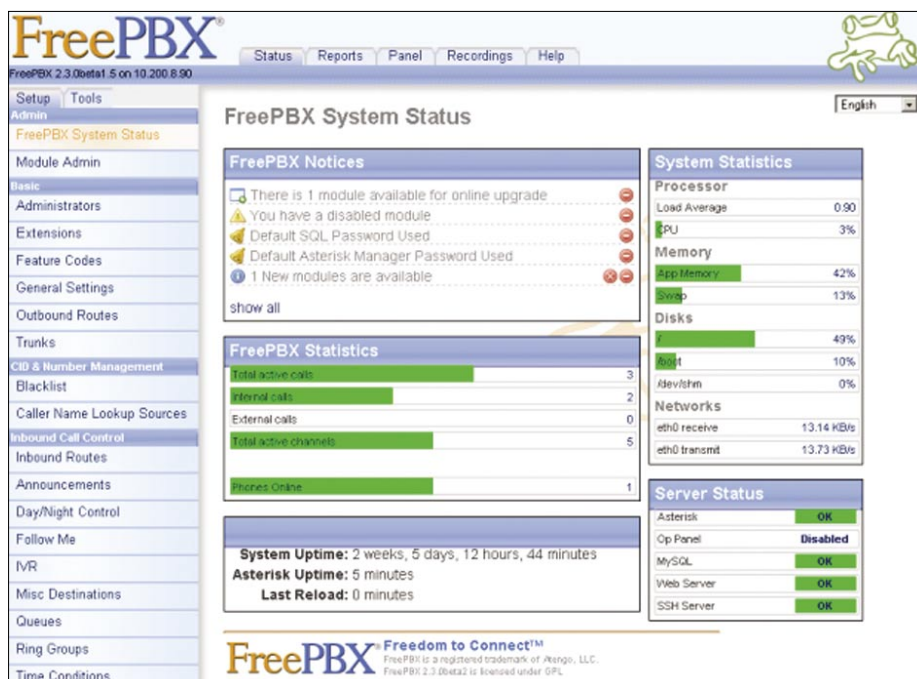 FreePBX®
FreePBX 2.3.0beta1.5 on 10.200.8.90
Status Reports Panel Recordings Help
English
Setup Tools
Admin
FreePBX System Status
Module Admin
Basic
Administrators
Extensions
Feature Codes
General Settings
Outbound Routes
Trunks
CID & Number Management
Blacklist
Caller Name Lookup Sources
Inbound Call Control
Inbound Routes
Announcements
Day/Night Control
Follow Me
IVR
Misc Destinations
Queues
Ring Groups
Time Conditions
FreePBX System Status
FreePBX Notices
There is 1 module available for online upgrade
You have a disabled module
Default SQL Password Used
Default Asterisk Manager Password Used
1 New modules are available
show all
FreePBX Statistics
Total active calls 3
Internal calls 2
External calls 0
Total active channels 5
Phones Online 1
System Uptime: 2 weeks, 5 days, 12 hours, 44 minutes
Asterisk Uptime: 5 minutes
Last Reload: 0 minutes
System Statistics
Processor
Load Average 0.90
CPU 3%
Memory
App Memory 42%
Swap 13%
Disks
/ 49%
/boot 10%
/dev/shm 0%
Networks
eth0 receive 13.14 KB/s
eth0 transmit 13.73 KB/s
Server Status
Asterisk OK
Op Panel Disabled
MySQL OK
Web Server OK
SSH Server OK
FreePBX® Freedom to Connect™
FreePBX is a registered trademark of Atengo, LLC.
FreePBX 2.3.0beta2 is licensed under GPL